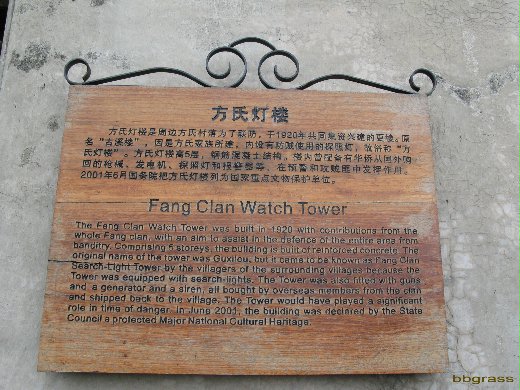 方氏灯楼
方氏灯楼是周边方氏村落为了联防，于1920年共同集资兴建的更楼。原
名“古溪楼”，因是方氏家族所建，内设有防贼使用的探照灯，故俗称“方
氏灯楼”。方氏灯楼高5层，钢筋混凝土结构。塔内曾配备有华侨从国外购
回的枪械、发电机、探照灯和报警器等，在预警和攻贼匪中发挥作用。
2001年6月国务院把方氏灯楼列为国家重点文物保护单位。
Fang Clan Watch Tower
The Fang Clan Watch Tower was built in 1920 with contributions from the
whole Fang clan, with an aim to assist in the defence of the entire area from
banditry. Comprising 5 storeys, the building is built of reinforced concrete. The
original name of the tower was Guxilou, but it came to be known as Fang Clan
Search-Light Tower by the villagers of the surrounding villages because the
Tower was equipped with search-lights. The Tower was also fitted with guns
and a generator and a siren, all bought by overseas members from the clan
and shipped back to the village. The Tower would have played a significant
role in time of danger. In June 2001, the building was declared by the State
Council a protected Major National Cultural Heritage.
bbgrass